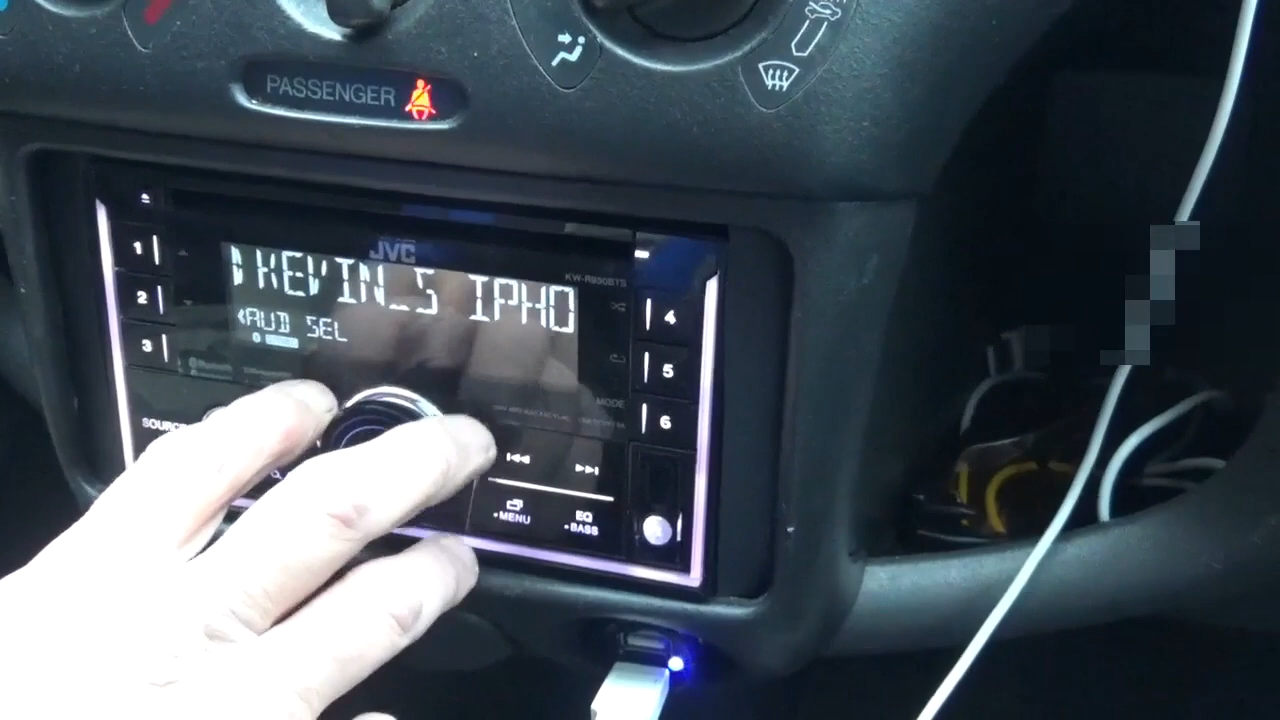 PASSENGER
JVC
KW-R930BTS
KEVIN_S IPHO
<AUD SEL
1
2
3
4
5
6
MODE
SOURCE
MENU
EQ
BASS